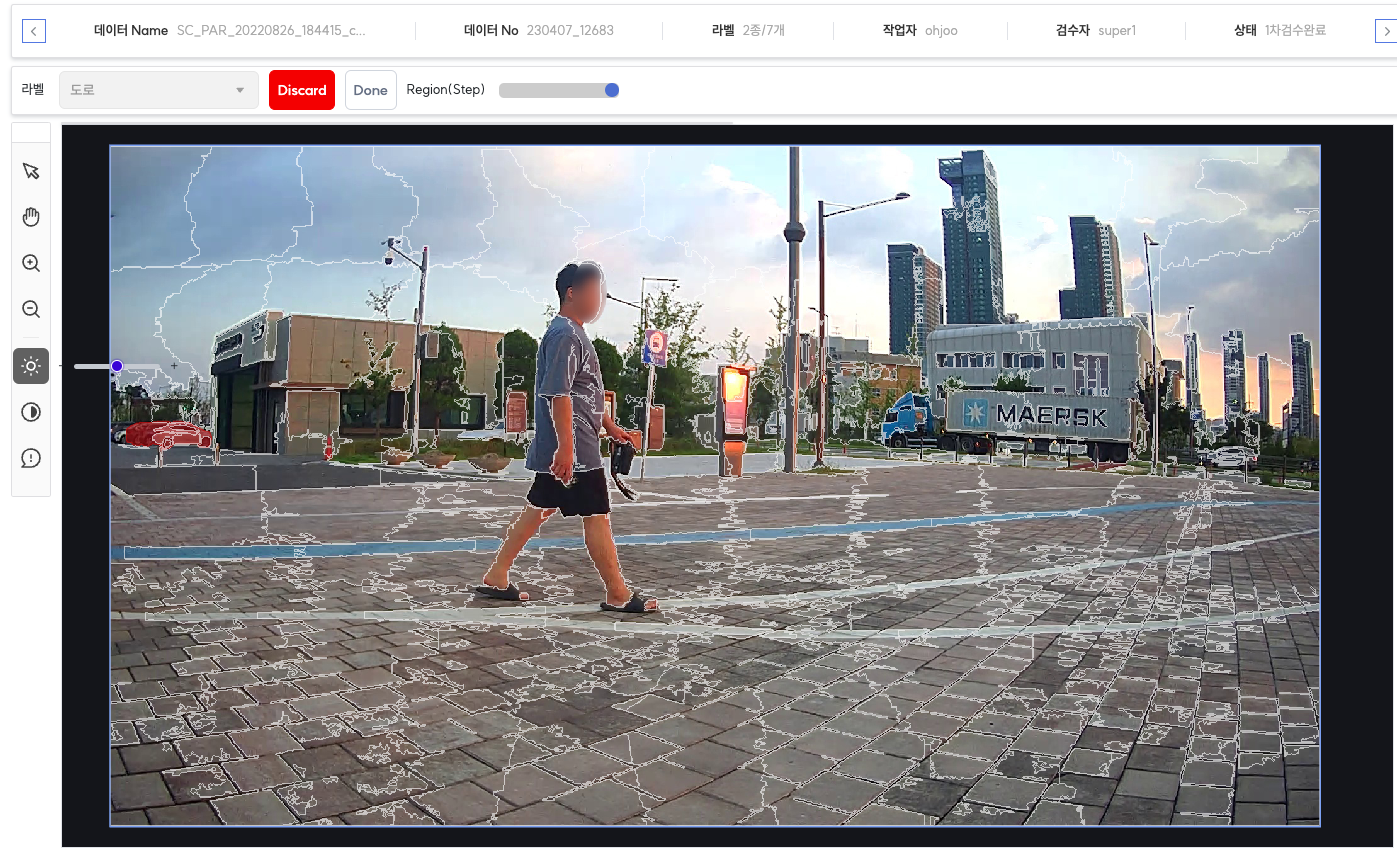 데이터 Name SC_PAR_20220826_184415_c... 데이터 No 230407_12683 라벨 2종/7개 작업자 ohjoo 검수자 super1 상태 1차검수완료
라벨 도로 Discard Done Region(Step)
MAERSK